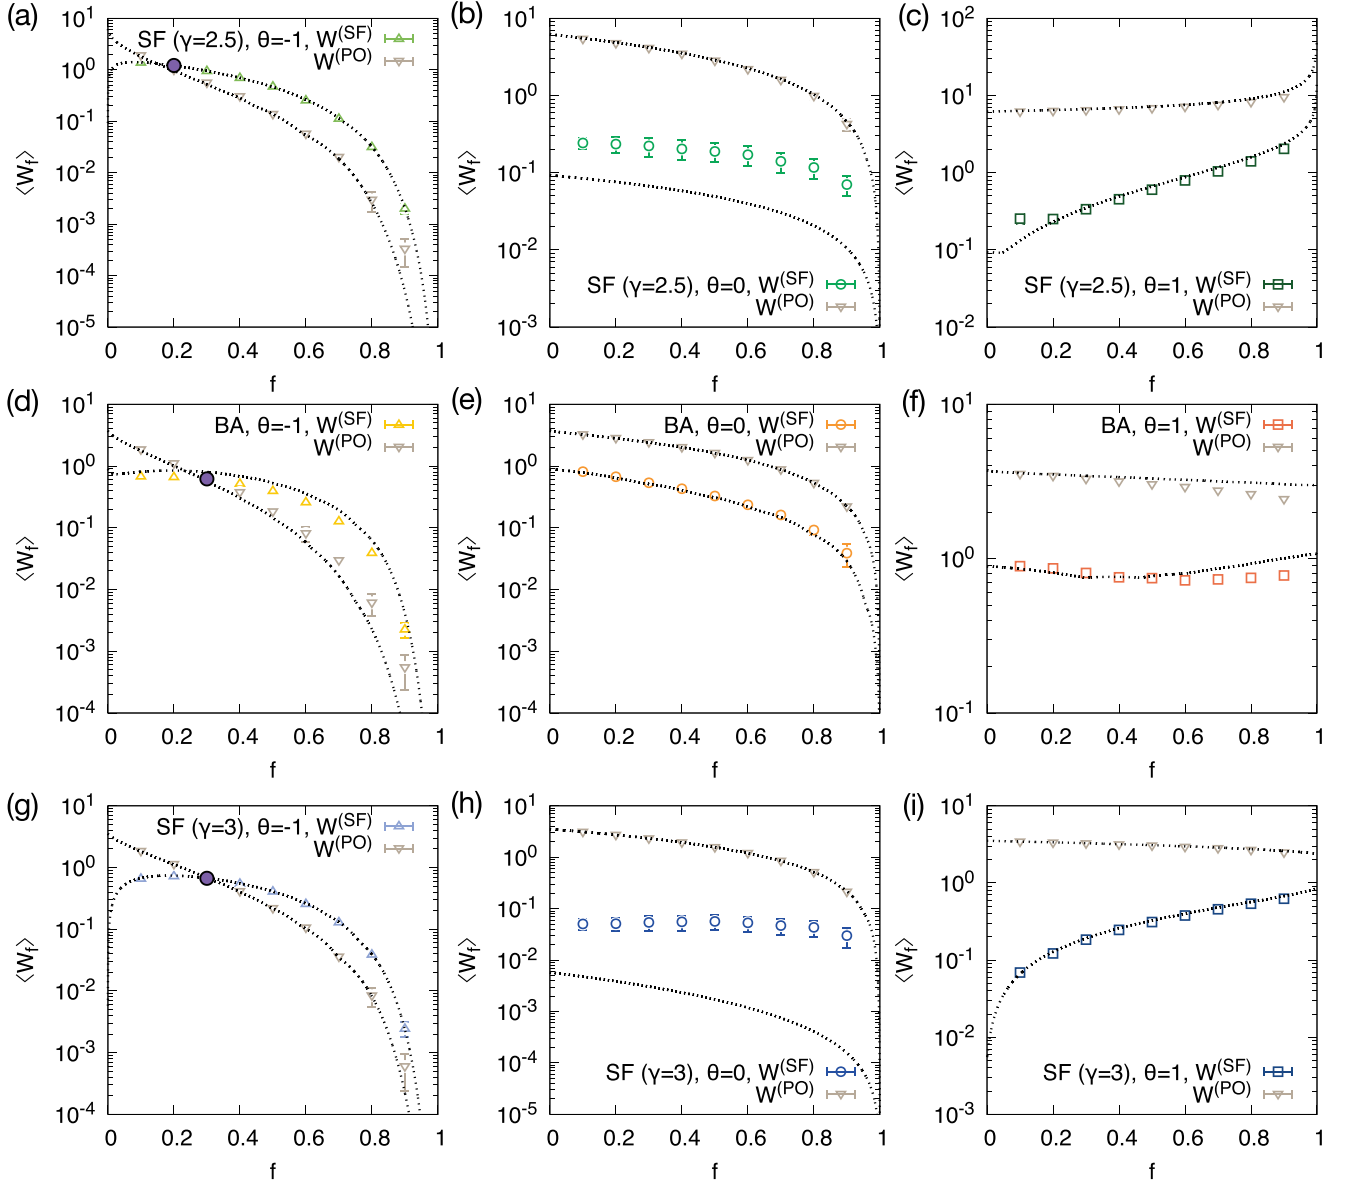 (a)
SF (γ=2.5), θ=-1, W(SF)
W(PO)
10^1
10^0
10^-1
10^-2
10^-3
10^-4
10^-5
⟨Wf⟩
0 0.2 0.4 0.6 0.8 1
f
(b)
10^1
10^0
10^-1
10^-2
10^-3
⟨Wf⟩
SF (γ=2.5), θ=0, W(SF)
W(PO)
0 0.2 0.4 0.6 0.8 1
f
(c)
10^2
10^1
10^0
10^-1
10^-2
⟨Wf⟩
SF (γ=2.5), θ=1, W(SF)
W(PO)
0 0.2 0.4 0.6 0.8 1
f
(d)
BA, θ=-1, W(SF)
W(PO)
10^1
10^0
10^-1
10^-2
10^-3
10^-4
⟨Wf⟩
0 0.2 0.4 0.6 0.8 1
f
(e)
BA, θ=0, W(SF)
W(PO)
10^1
10^0
10^-1
10^-2
10^-3
10^-4
⟨Wf⟩
0 0.2 0.4 0.6 0.8 1
f
(f)
BA, θ=1, W(SF)
W(PO)
10^1
10^0
10^-1
⟨Wf⟩
0 0.2 0.4 0.6 0.8 1
f
(g)
SF (γ=3), θ=-1, W(SF)
W(PO)
10^1
10^0
10^-1
10^-2
10^-3
10^-4
⟨Wf⟩
0 0.2 0.4 0.6 0.8 1
f
(h)
10^1
10^0
10^-1
10^-2
10^-3
10^-4
10^-5
⟨Wf⟩
SF (γ=3), θ=0, W(SF)
W(PO)
0 0.2 0.4 0.6 0.8 1
f
(i)
10^1
10^0
10^-1
10^-2
10^-3
⟨Wf⟩
SF (γ=3), θ=1, W(SF)
W(PO)
0 0.2 0.4 0.6 0.8 1
f